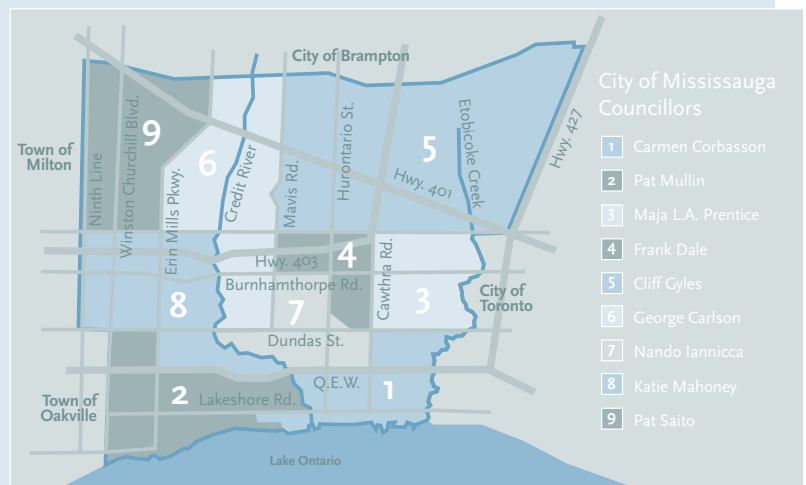 City of Brampton
City of Mississauga
Councillors
1 Carmen Corbasson
2 Pat Mullin
3 Maja L.A. Prentice
4 Frank Dale
5 Cliff Gyles
6 George Carlson
7 Nando Iannicca
8 Katie Mahoney
9 Pat Saito
Town of
Milton
Ninth Line
Winston Churchill Blvd.
9
Erin Mills Pkwy.
6
Credit River
Mavis Rd.
Hurontario St.
5
Etobicoke Creek
Hwy. 401
Hwy. 427
Hwy. 403
4
Cawthra Rd.
Burnhamthorpe Rd.
8
7
3
City of
Toronto
Dundas St.
Q.E.W.
1
2
Lakeshore Rd.
Town of
Oakville
Lake Ontario